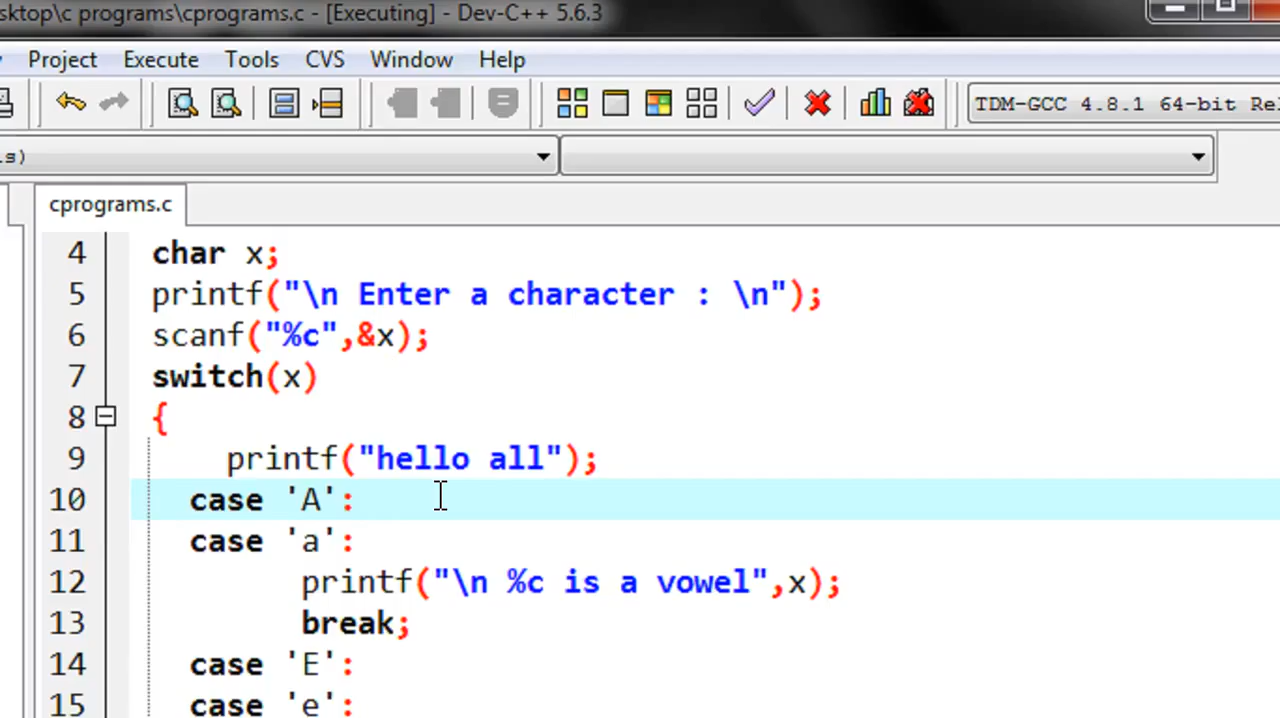 sktop\c programs\cprograms.c - [Executing] - Dev-C++ 5.6.3
Project Execute Tools CVS Window Help
TDM-GCC 4.8.1 64-bit Rel
ls)
cprograms.c
4 char x;
5 printf("\n Enter a character : \n");
6 scanf("%c",&x);
7 switch(x)
8 {
9 printf("hello all");
10 case 'A':
11 case 'a':
12 printf("\n %c is a vowel",x);
13 break;
14 case 'E':
15 case 'e':